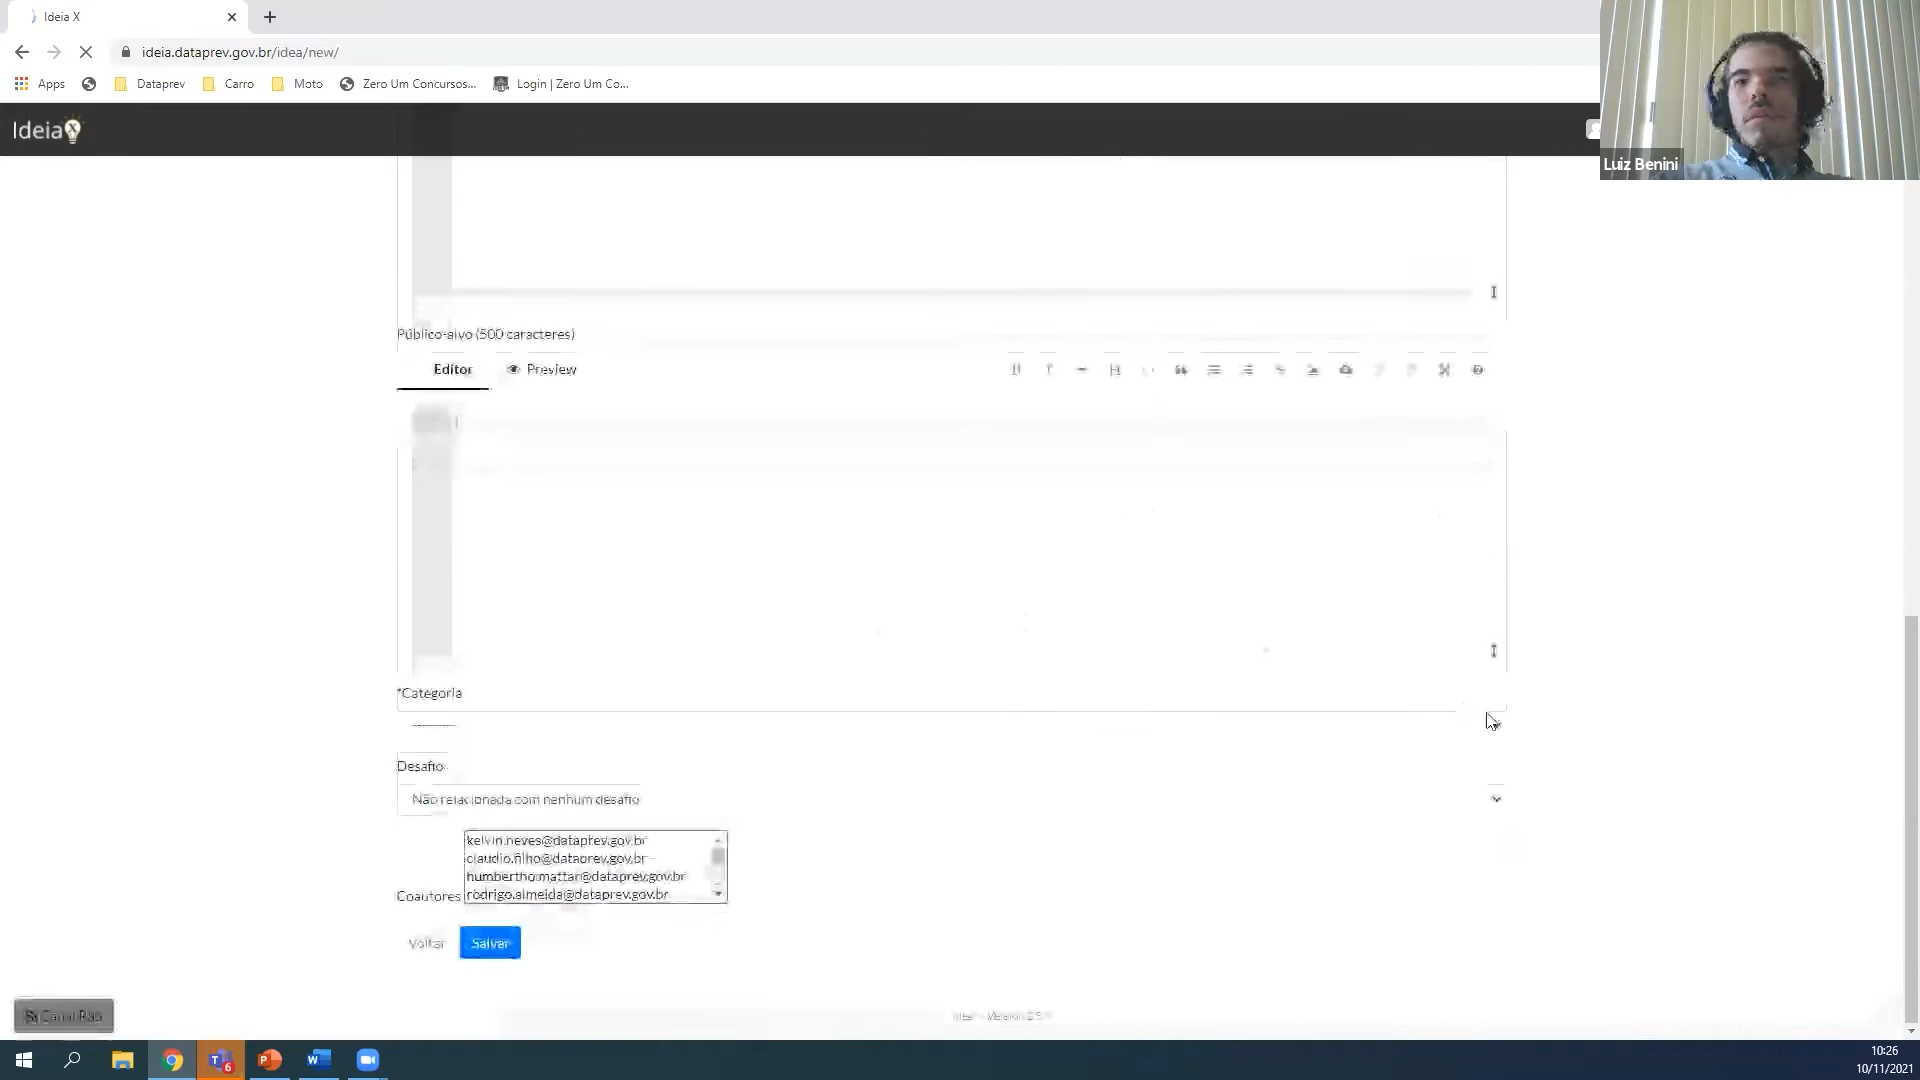 Ideia X
ideia.dataprev.gov.br/idea/new/
Apps Dataprev Carro Moto Zero Um Concursos... Login | Zero Um Co...
Ideia X
Luiz Benini
Público-alvo (500 caracteres)
Editor Preview
*Categoria
Desafio
Não relacionada com nenhum desafio
kelvin.neves@dataprev.gov.br
claudio.filho@dataprev.gov.br
humbertho.mattar@dataprev.gov.br
Coautores rodrigo.almeida@dataprev.gov.br
Voltar Salvar
6
10:26
10/11/2021